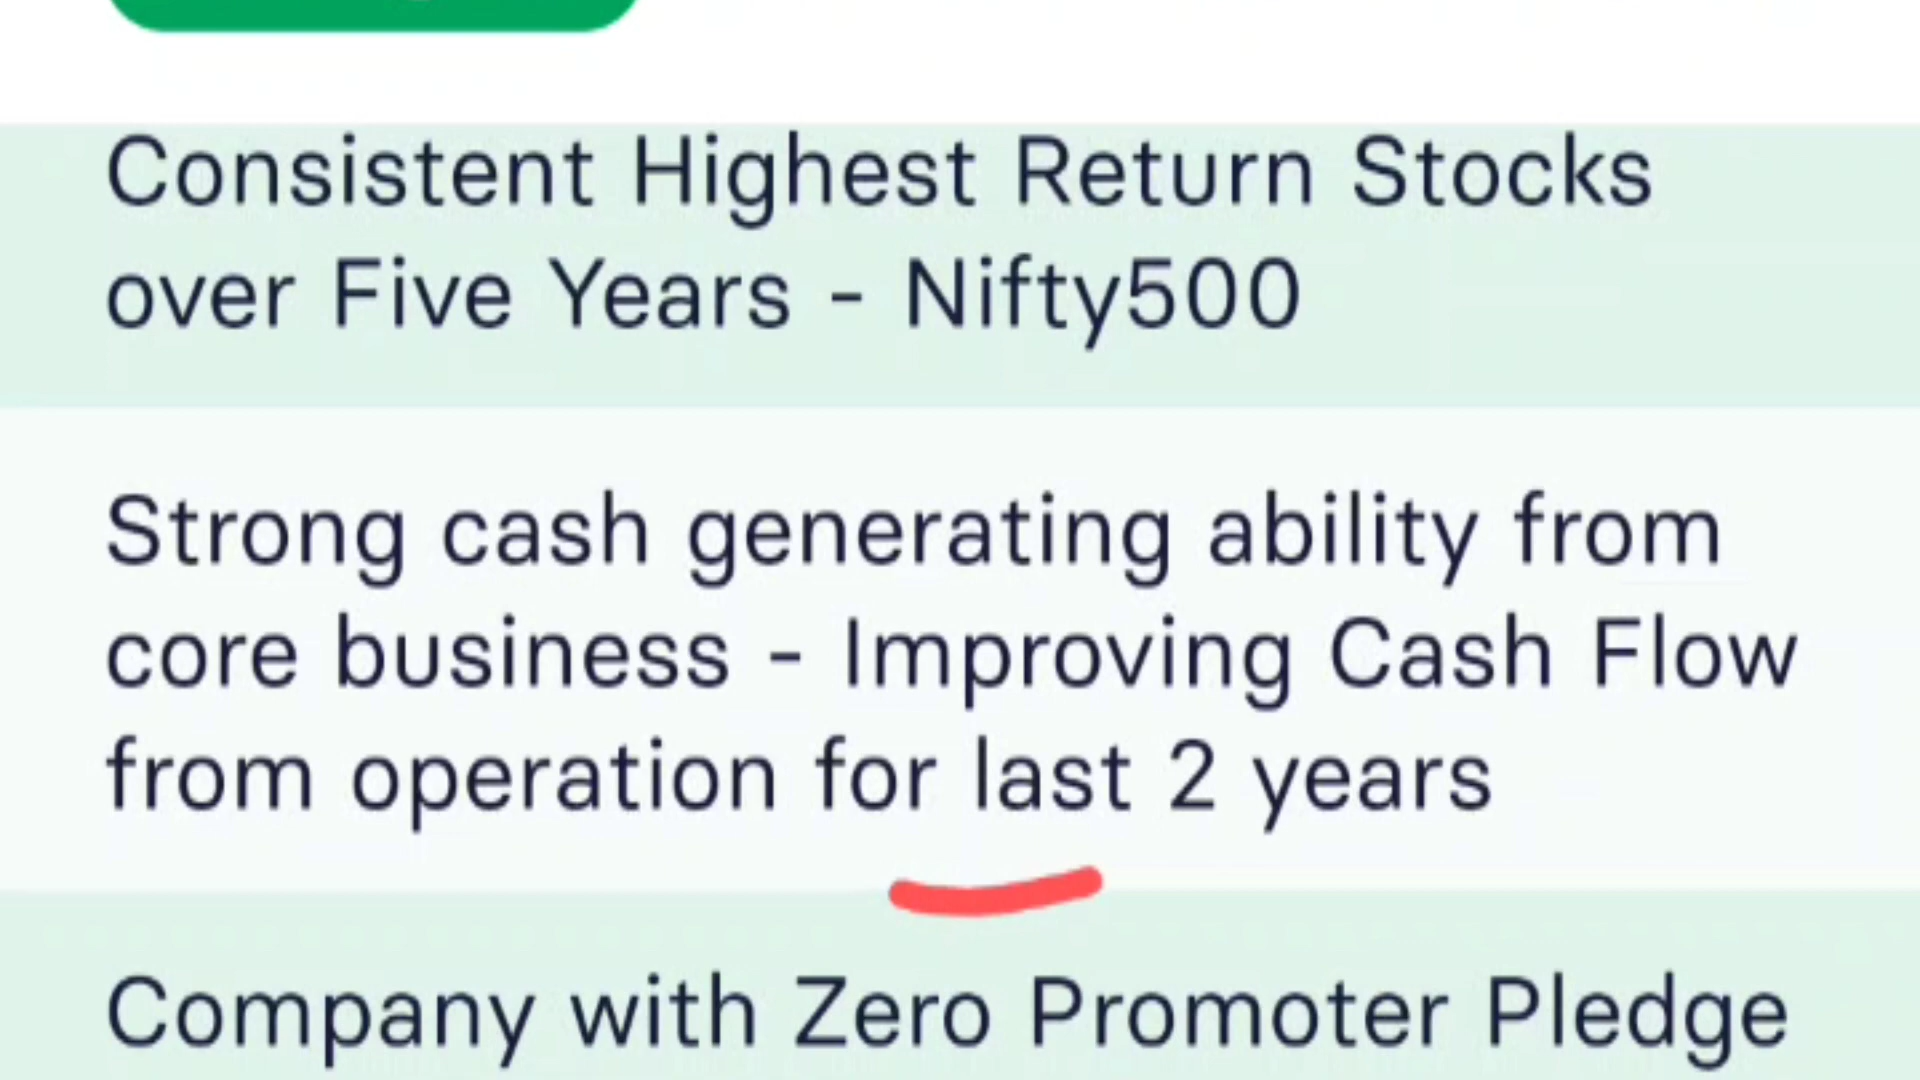 Consistent Highest Return Stocks
over Five Years - Nifty500
Strong cash generating ability from
core business - Improving Cash Flow
from operation for last 2 years
Company with Zero Promoter Pledge